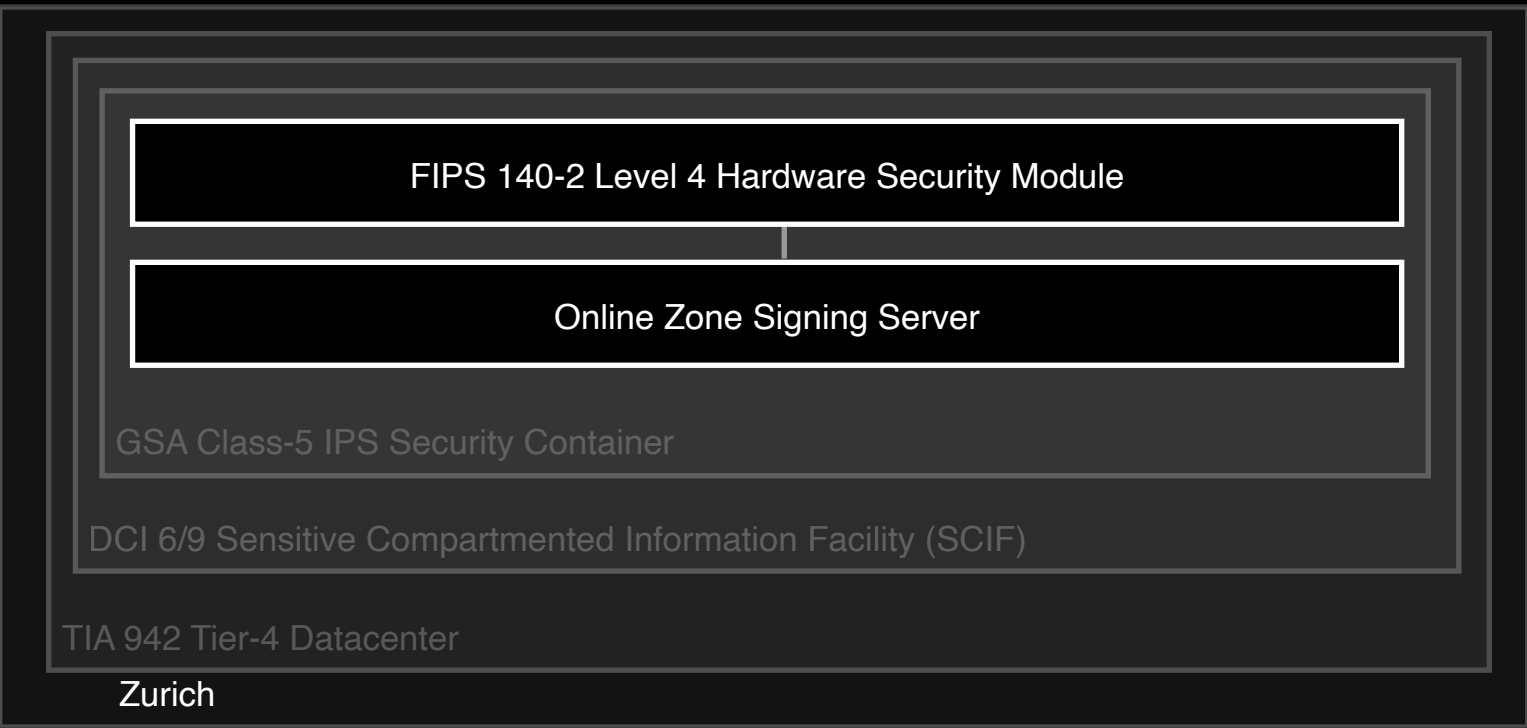 FIPS 140-2 Level 4 Hardware Security Module
Online Zone Signing Server
GSA Class-5 IPS Security Container
DCI 6/9 Sensitive Compartmented Information Facility (SCIF)
TIA 942 Tier-4 Datacenter
Zurich